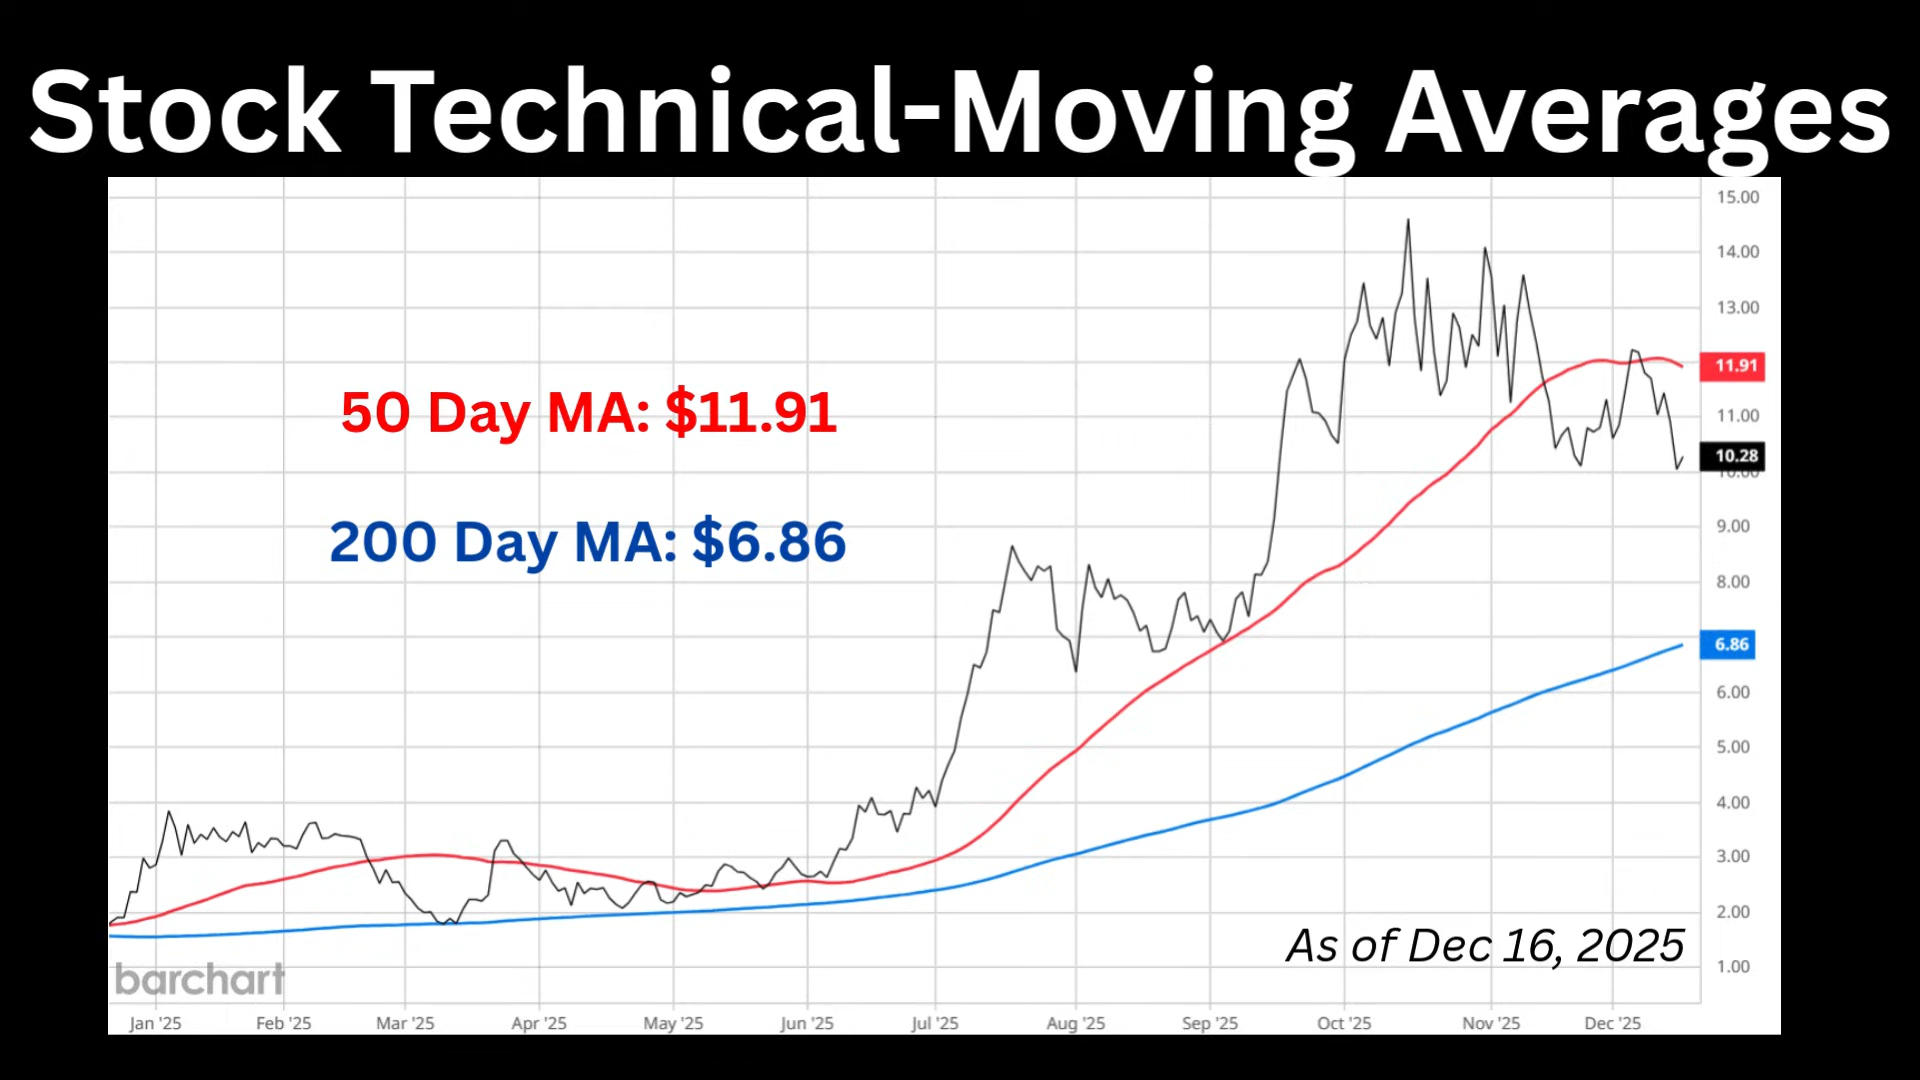 Stock Technical-Moving Averages
15.00
14.00
13.00
50 Day MA: $11.91
11.91
11.00
10.28
10.00
200 Day MA: $6.86
9.00
8.00
6.86
6.00
5.00
4.00
3.00
2.00
As of Dec 16, 2025
1.00
barchart
Jan '25 Feb '25 Mar '25 Apr '25 May '25 Jun '25 Jul '25 Aug '25 Sep '25 Oct '25 Nov '25 Dec '25